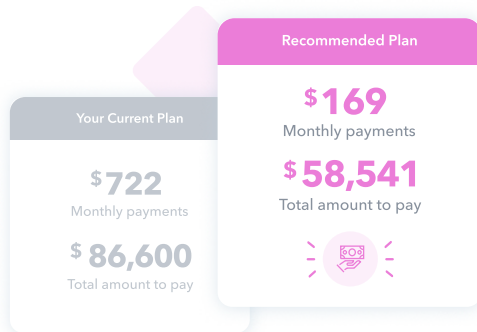 Recommended Plan
$169
Monthly payments
$58,541
Total amount to pay
Your Current Plan
$722
Monthly payments
$ 86,600
Total amount to pay